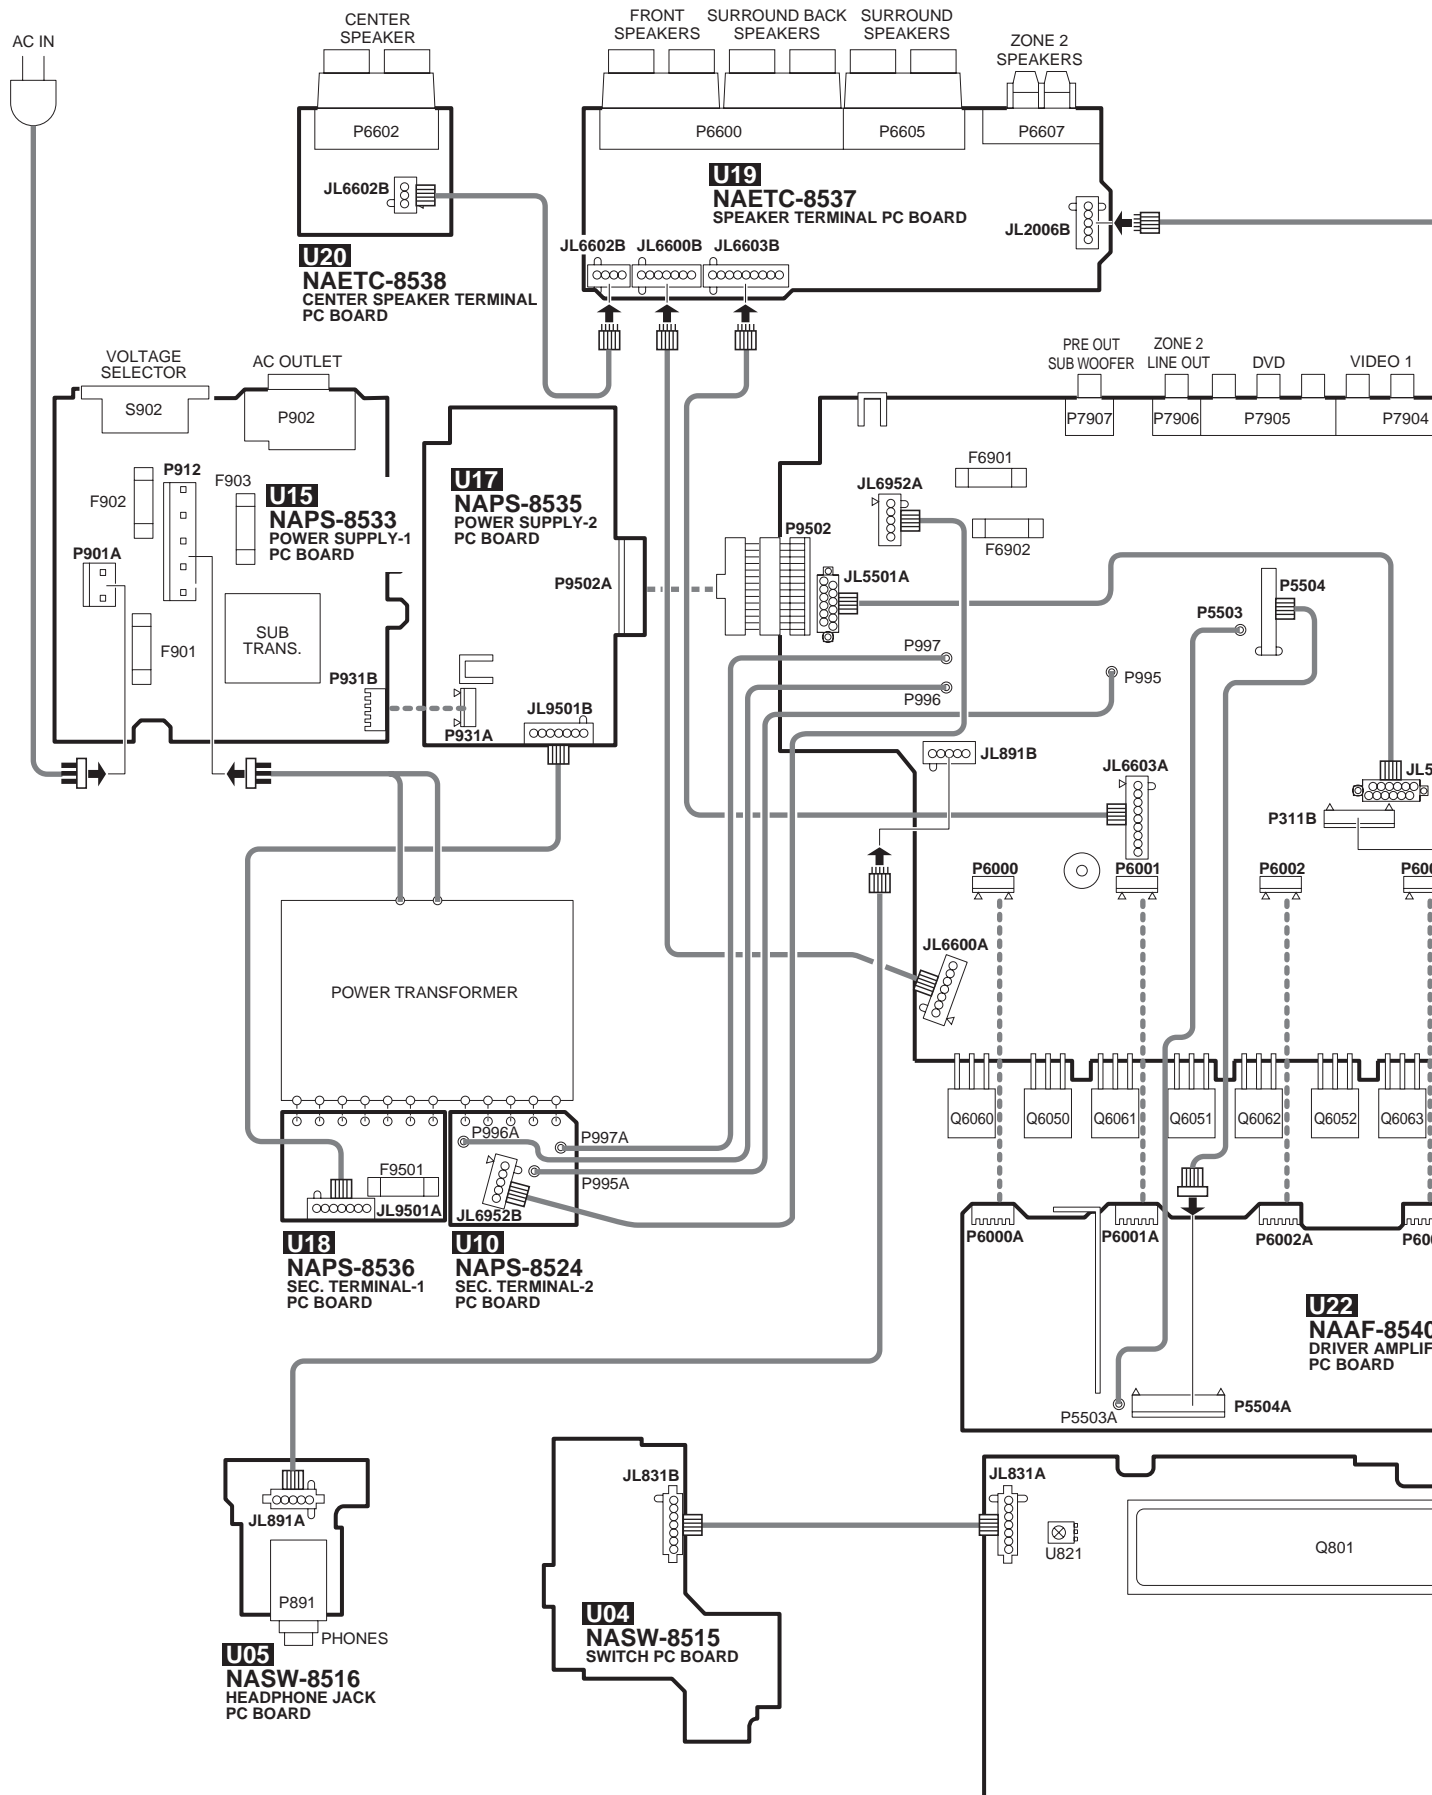 AC IN
CENTER
SPEAKER
FRONT
SPEAKERS
SURROUND BACK
SPEAKERS
SURROUND
SPEAKERS
ZONE 2
SPEAKERS
P6602
P6600
P6605
P6607
JL6602B
U19
NAETC-8537
SPEAKER TERMINAL PC BOARD
JL2006B
U20
NAETC-8538
CENTER SPEAKER TERMINAL
PC BOARD
JL6602B
JL6600B
JL6603B
VOLTAGE
SELECTOR
AC OUTLET
S902
P902
PRE OUT
SUB WOOFER
ZONE 2
LINE OUT
DVD
VIDEO 1
P7907
P7906
P7905
P7904
P912
F902
F903
U15
NAPS-8533
POWER SUPPLY-1
PC BOARD
P901A
F901
SUB
TRANS.
P931B
U17
NAPS-8535
POWER SUPPLY-2
PC BOARD
P9502A
P931A
JL9501B
F6901
JL6952A
F6902
P9502
JL5501A
P5504
P5503
P997
P996
P995
JL891B
JL6603A
JL5
P311B
P6000
P6001
P6002
P600
JL6600A
POWER TRANSFORMER
Q6060
Q6050
Q6061
Q6051
Q6062
Q6052
Q6063
P996A
P997A
P995A
F9501
JL9501A
JL6952B
U18
NAPS-8536
SEC. TERMINAL-1
PC BOARD
U10
NAPS-8524
SEC. TERMINAL-2
PC BOARD
P6000A
P6001A
P6002A
P600
U22
NAAF-8540
DRIVER AMPLIF
PC BOARD
P5503A
P5504A
JL891A
P891
PHONES
U05
NASW-8516
HEADPHONE JACK
PC BOARD
JL831B
U04
NASW-8515
SWITCH PC BOARD
JL831A
U821
Q801